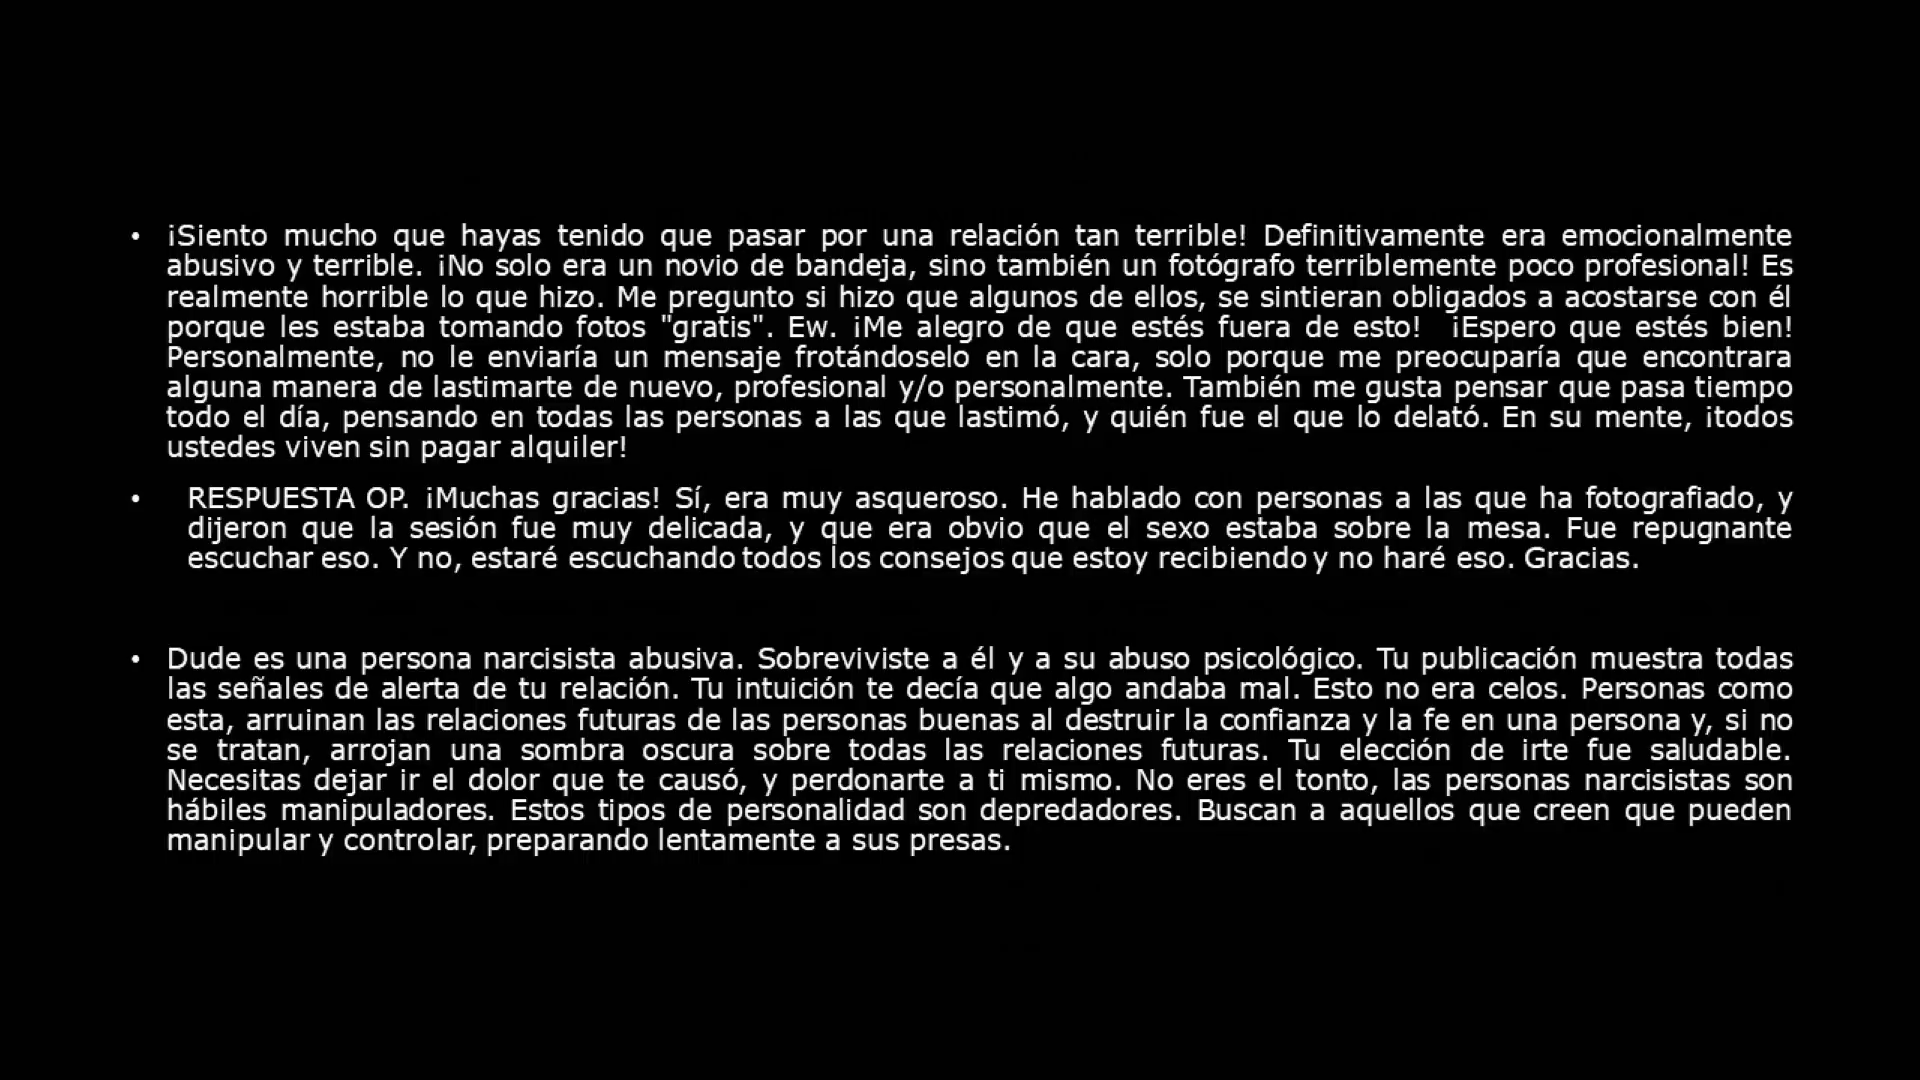 • ¡Siento mucho que hayas tenido que pasar por una relación tan terrible! Definitivamente era emocionalmente
abusivo y terrible. ¡No solo era un novio de bandeja, sino también un fotógrafo terriblemente poco profesional! Es
realmente horrible lo que hizo. Me pregunto si hizo que algunos de ellos, se sintieran obligados a acostarse con él
porque les estaba tomando fotos "gratis". Ew. ¡Me alegro de que estés fuera de esto! ¡Espero que estés bien!
Personalmente, no le enviaría un mensaje frotándoselo en la cara, solo porque me preocuparía que encontrara
alguna manera de lastimarte de nuevo, profesional y/o personalmente. También me gusta pensar que pasa tiempo
todo el día, pensando en todas las personas a las que lastimó, y quién fue el que lo delató. En su mente, ¡todos
ustedes viven sin pagar alquiler!
• RESPUESTA OP. ¡Muchas gracias! Sí, era muy asqueroso. He hablado con personas a las que ha fotografiado, y
dijeron que la sesión fue muy delicada, y que era obvio que el sexo estaba sobre la mesa. Fue repugnante
escuchar eso. Y no, estaré escuchando todos los consejos que estoy recibiendo y no haré eso. Gracias.
• Dude es una persona narcisista abusiva. Sobreviviste a él y a su abuso psicológico. Tu publicación muestra todas
las señales de alerta de tu relación. Tu intuición te decía que algo andaba mal. Esto no era celos. Personas como
esta, arruinan las relaciones futuras de las personas buenas al destruir la confianza y la fe en una persona y, si no
se tratan, arrojan una sombra oscura sobre todas las relaciones futuras. Tu elección de irte fue saludable.
Necesitas dejar ir el dolor que te causó, y perdonarte a ti mismo. No eres el tonto, las personas narcisistas son
hábiles manipuladores. Estos tipos de personalidad son depredadores. Buscan a aquellos que creen que pueden
manipular y controlar, preparando lentamente a sus presas.